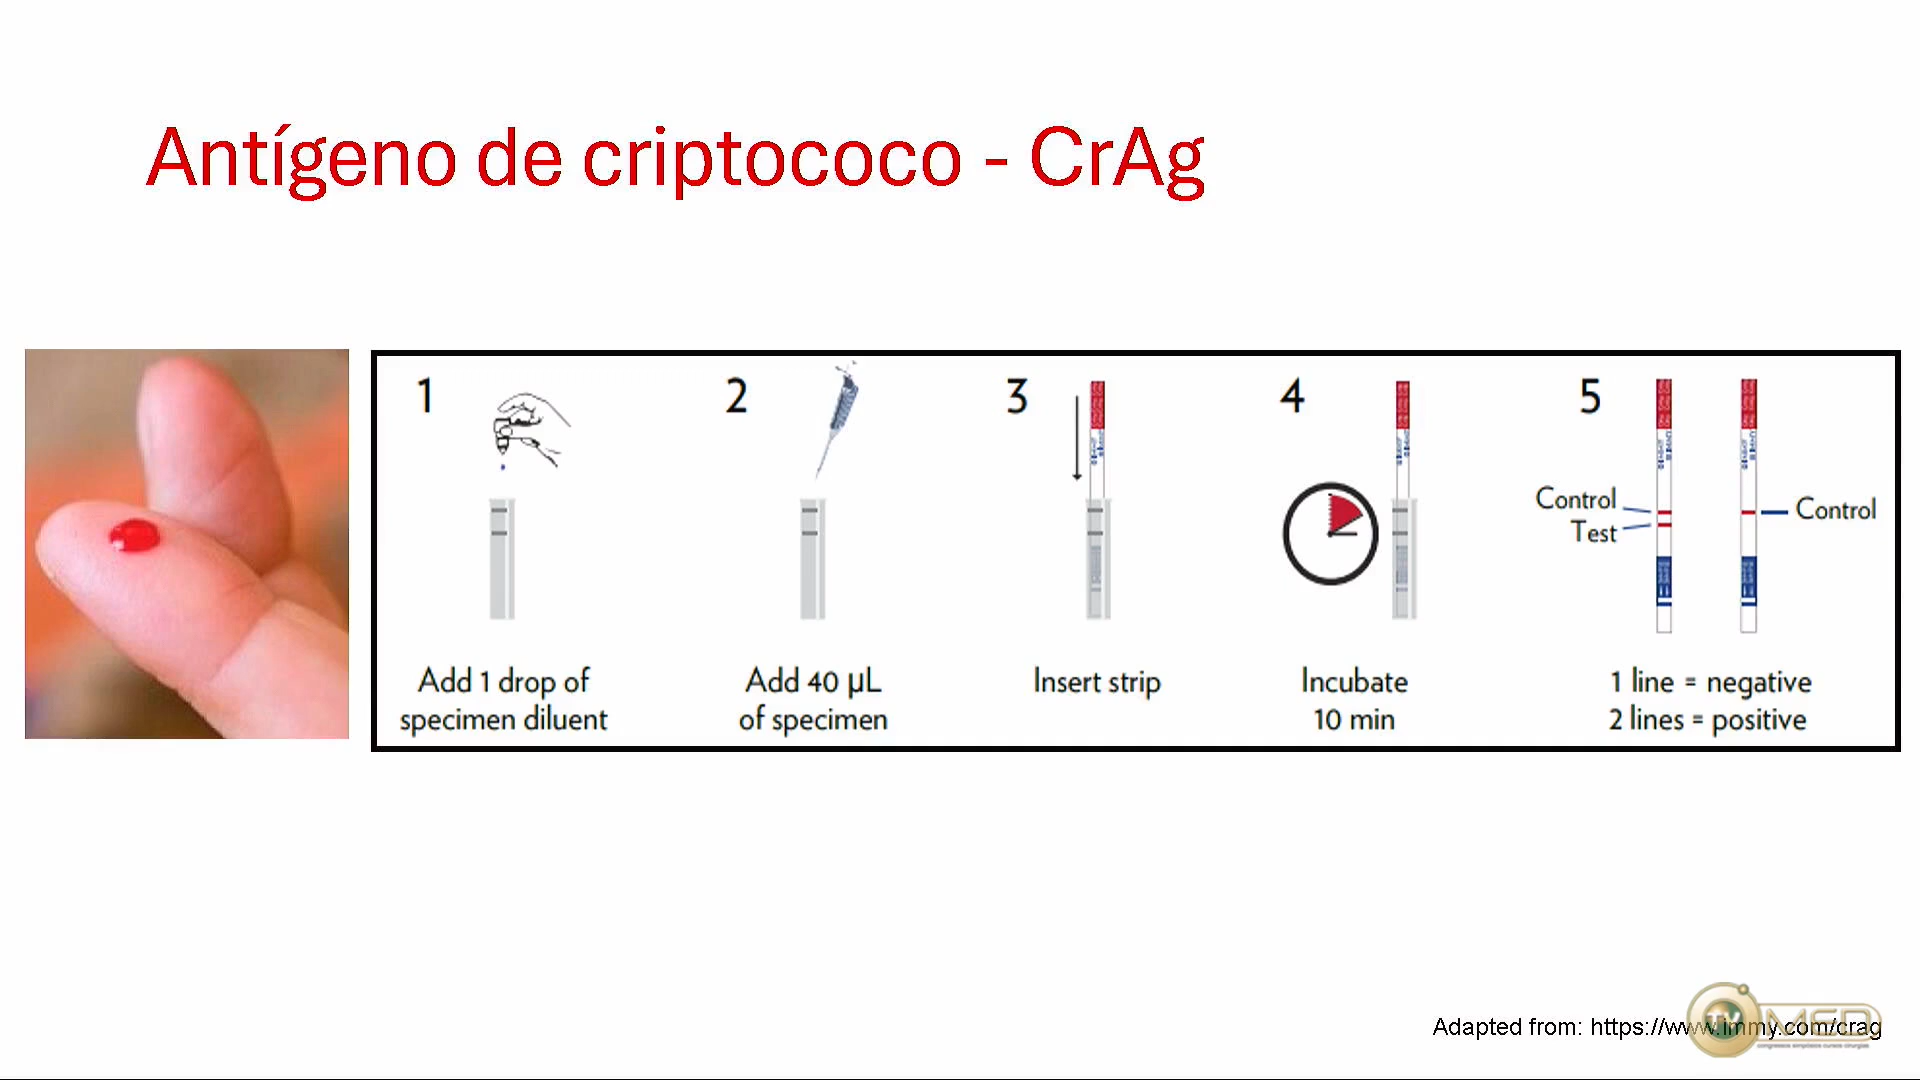 Antígeno de criptococo - CrAg
1
2
3
4
5
Control
Test
Control
Add 1 drop of
specimen diluent
Add 40 µL
of specimen
Insert strip
Incubate
10 min
1 line = negative
2 lines = positive
Adapted from: https://www.immy.com/crag
TV MED